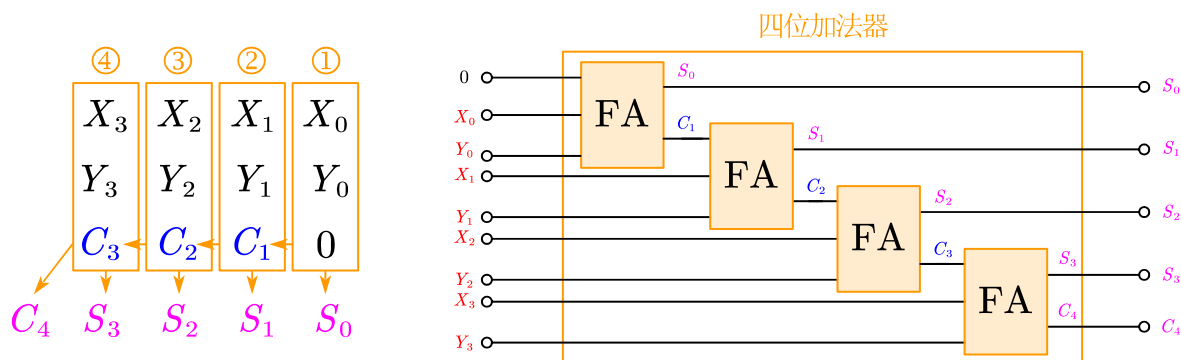 ④ ③ ② ①
X₃ X₂ X₁ X₀
Y₃ Y₂ Y₁ Y₀
C₃ C₂ C₁ 0
C₄ S₃ S₂ S₁ S₀
四位加法器
0
X₀
Y₀
X₁
Y₁
X₂
Y₂
X₃
Y₃
FA
S₀
C₁
FA
S₁
C₂
FA
S₂
C₃
FA
S₃
C₄
S₀
S₁
S₂
S₃
C₄